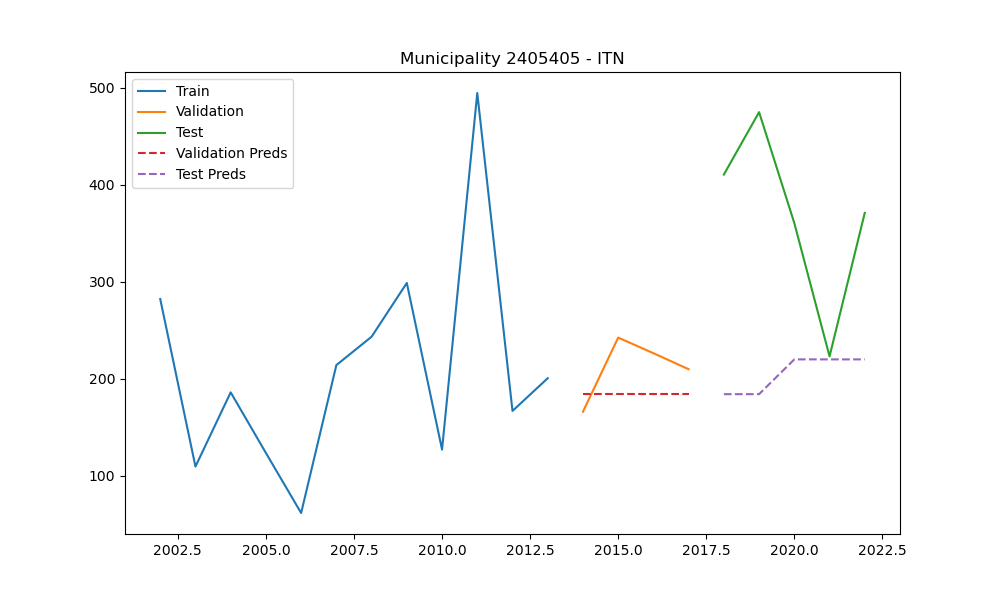 Municipality 2405405 - ITN
500
400
300
200
100
Train
Validation
Test
Validation Preds
Test Preds
2002.5 2005.0 2007.5 2010.0 2012.5 2015.0 2017.5 2020.0 2022.5